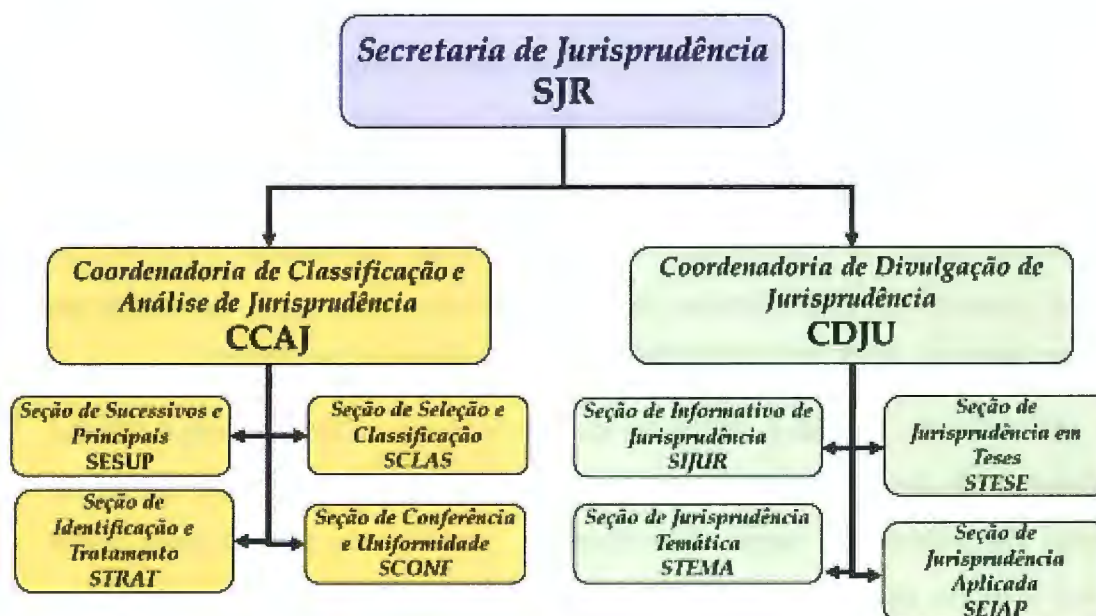 Secretaria de Jurisprudência
SJR
Coordenadoria de Classificação e
Análise de Jurisprudência
CCAJ
Coordenadoria de Divulgação de
Jurisprudência
CDJU
Seção de Sucessivos e
Principais
SESUP
Seção de Seleção e
Classificação
SCLAS
Seção de
Identificação e
Tratamento
STRAT
Seção de Conferência
e Uniformidade
SCONF
Seção de Informativo de
Jurisprudência
SIJUR
Seção de
Jurisprudência em
Teses
STESE
Seção de Jurisprudência
Temática
STEMA
Seção de
Jurisprudência
Aplicada
SEJAP